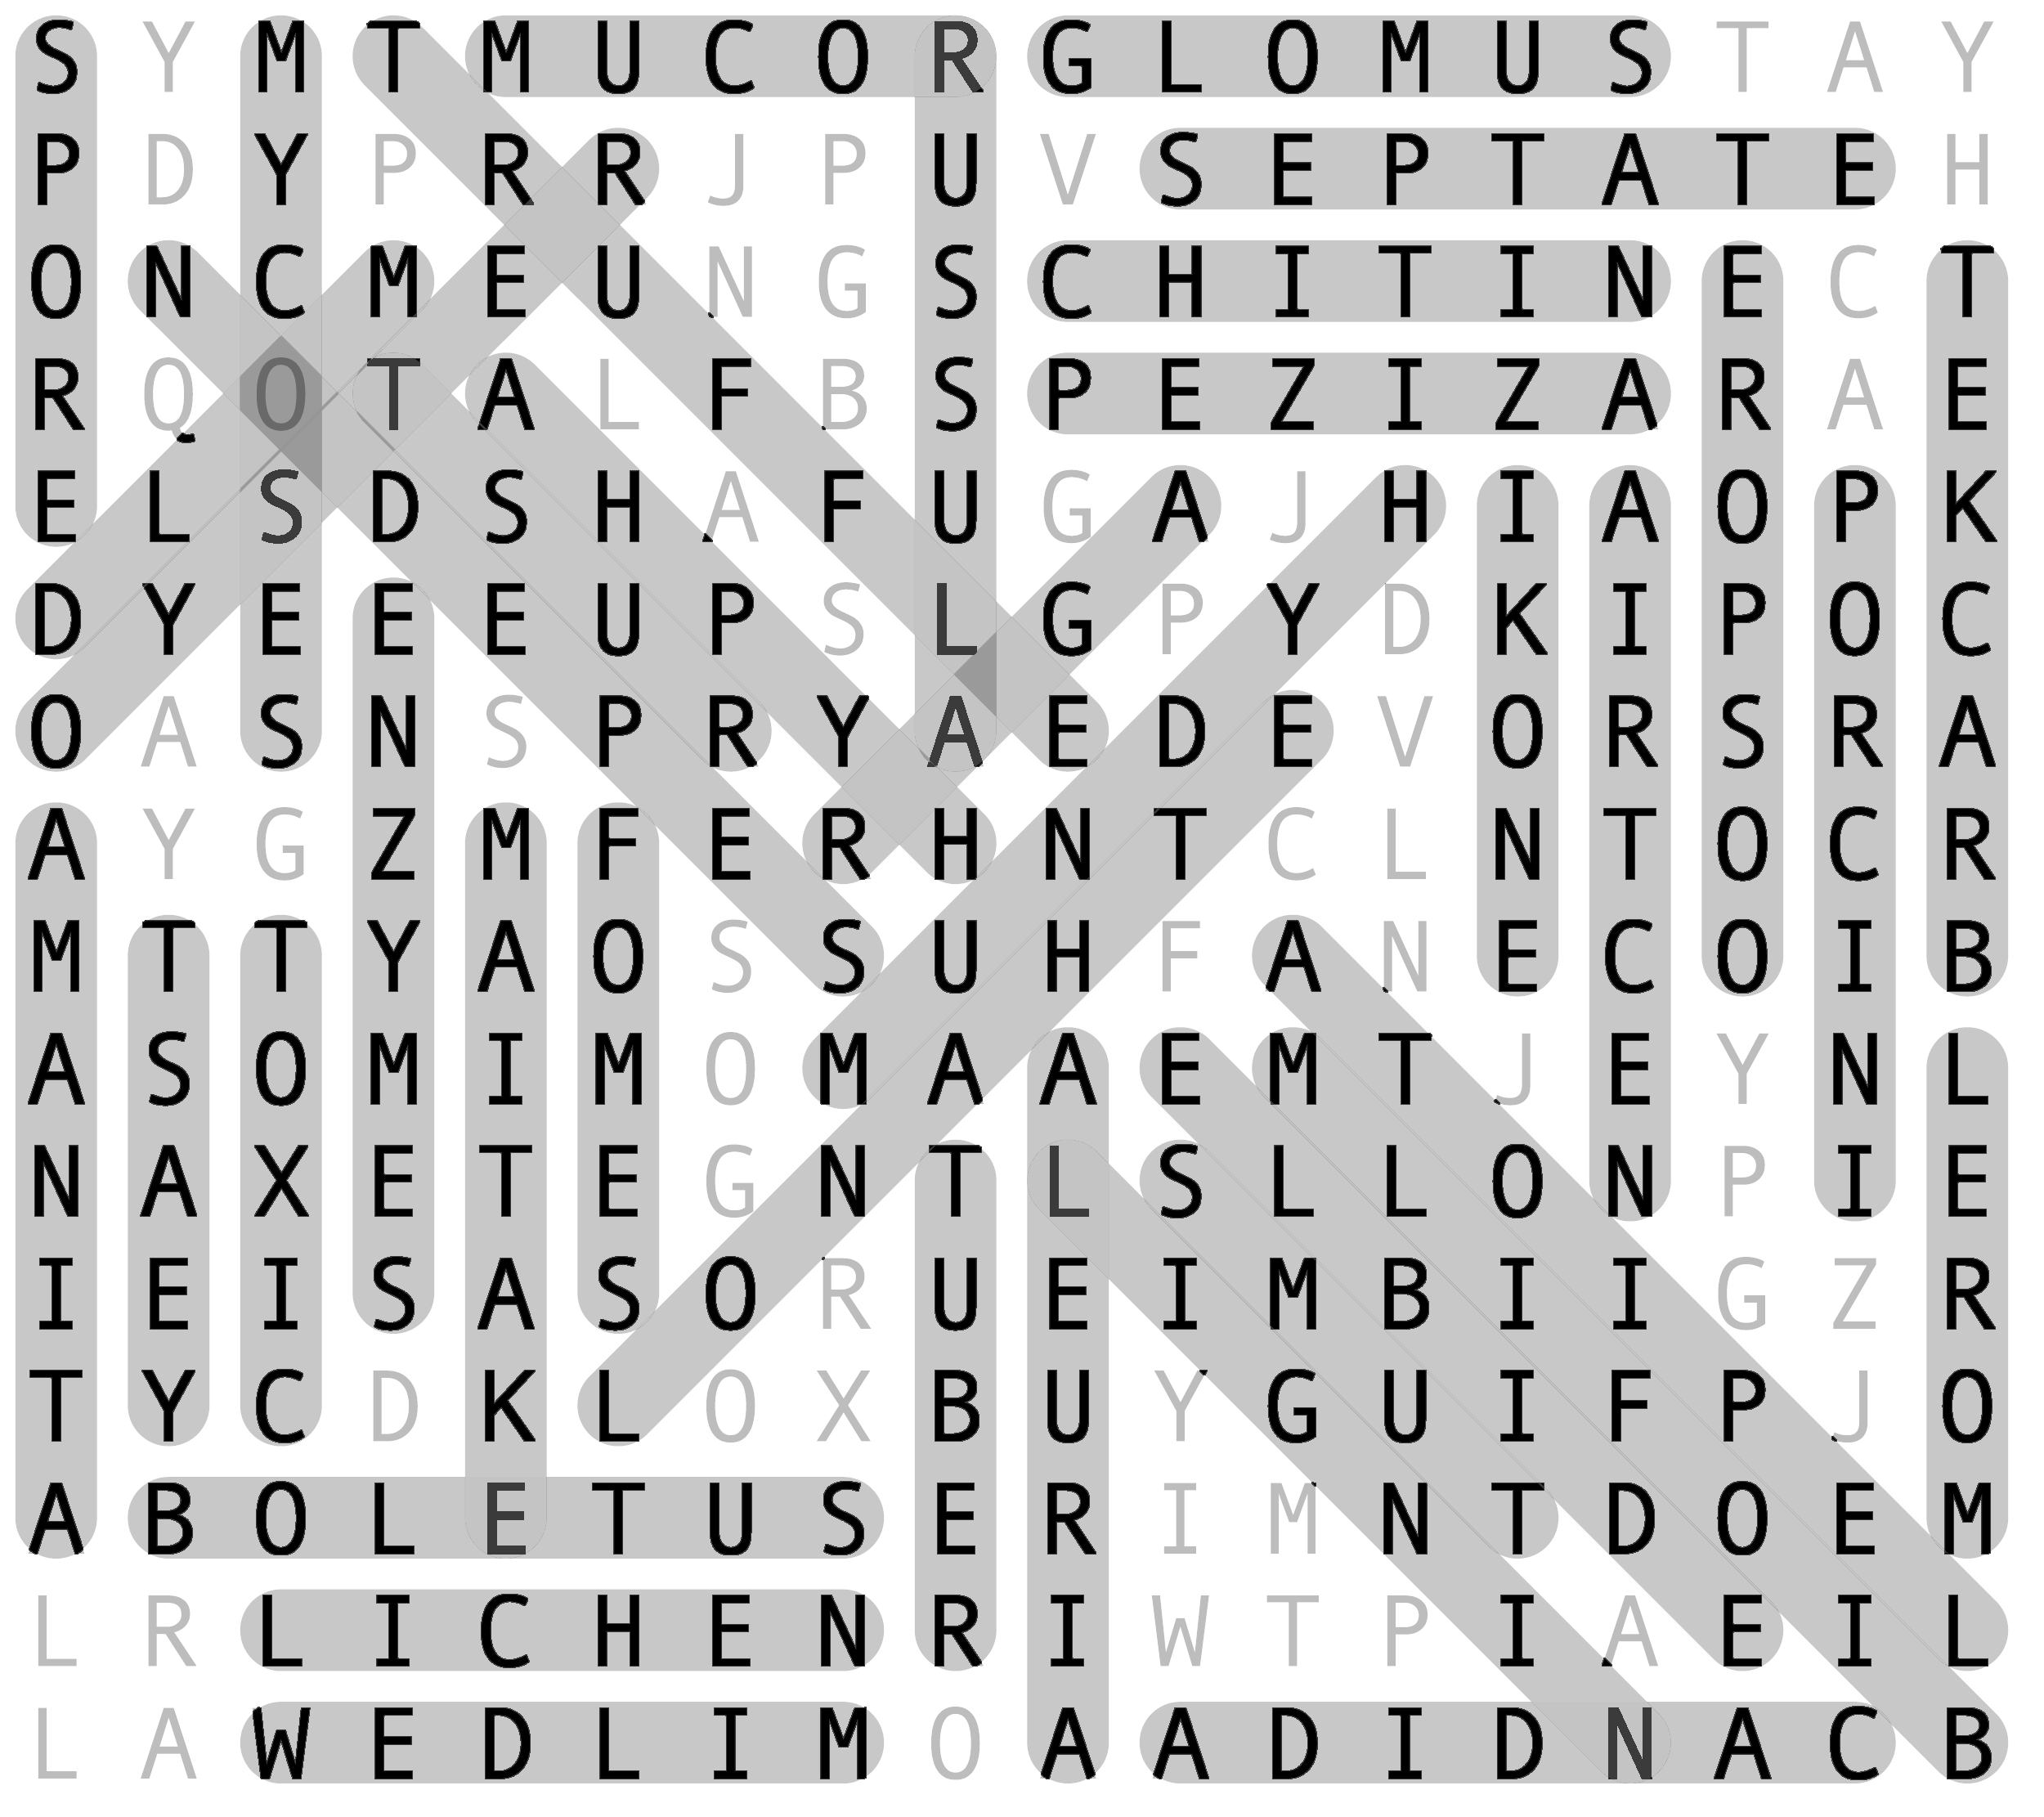 S Y M T M U C O R G L O M U S T A Y
P D Y P R R J P U V S E P T A T E H
O N C M E U N G S C H I T I N E C T
R Q O T A L F B S P E Z I Z A R A E
E L S D S H A F U G A J H I A O P K
D Y E E E U P S L G P Y D K I P O C
O A S N S P R Y A E D E V O R S R A
A Y G Z M F E R H N T C L N T O C R
M T T Y A O S S U H F A N E C O I B
A S O M I M O M A A E M T J E Y N L
N A X E T E G N T L S L L O N P I E
I E I S A S O R U E I M B I I G Z R
T Y C D K L O X B U Y G U I F P J O
A B O L E T U S E R I M N T D O E M
L R L I C H E N R I W T P I A E I L
L A W E D L I M O A A D I D N A C B